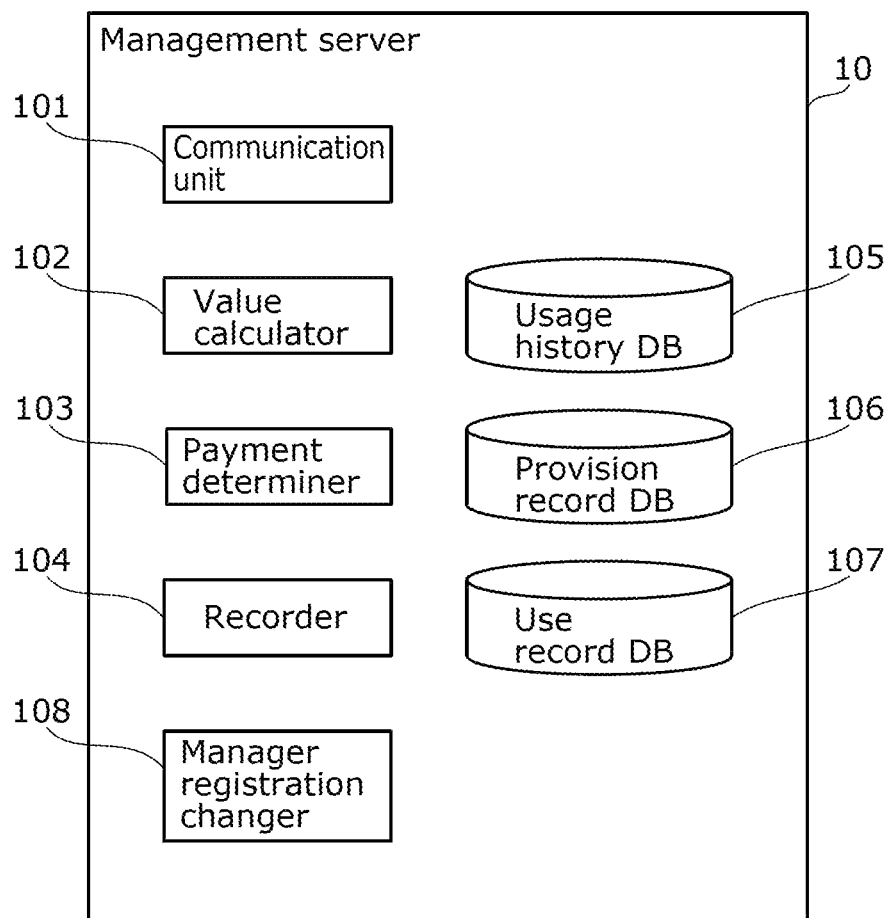 Management server
10
101
Communication
unit
102
Value
calculator
105
Usage
history DB
103
Payment
determiner
106
Provision
record DB
104
Recorder
107
Use
record DB
108
Manager
registration
changer